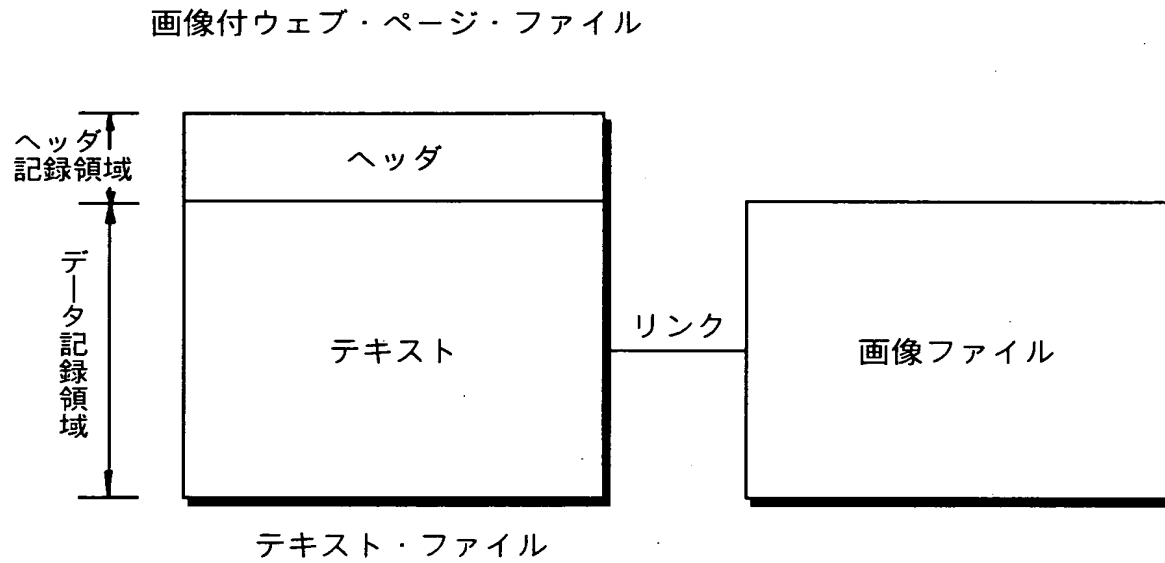 画像付ウェブ・ページ・ファイル
ヘッダ
記録領域
ヘッダ
データ記録領域
テキスト
リンク
画像ファイル
テキスト・ファイル